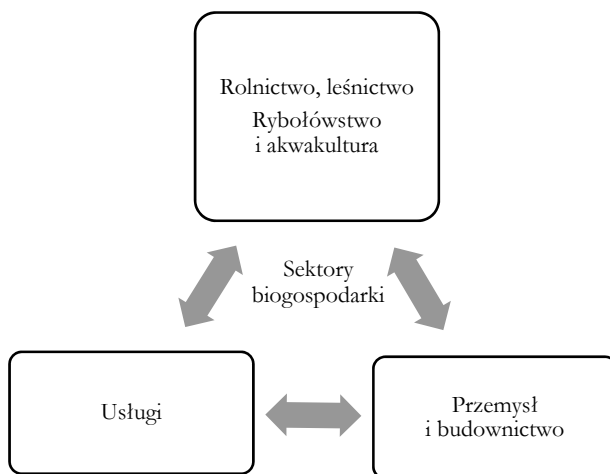 Rolnictwo, leśnictwo
Rybołówstwo
i akwakultura
Sektory
biogospodarki
Usługi
Przemysł
i budownictwo